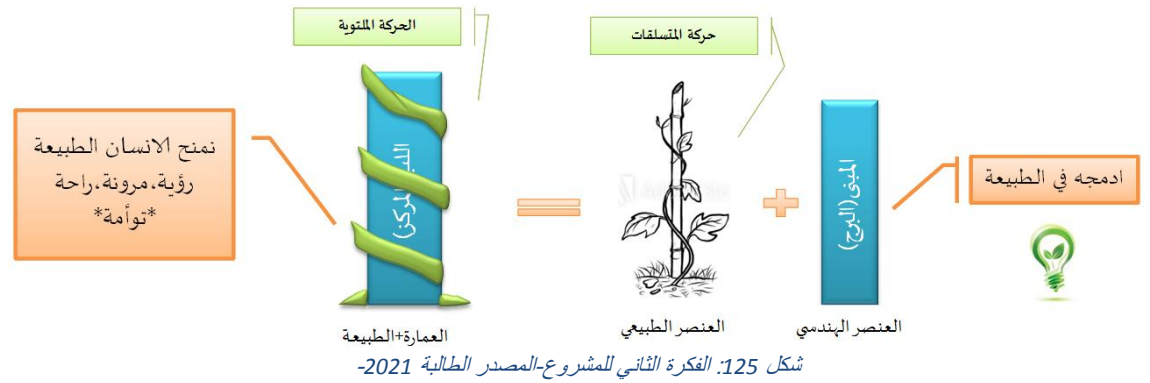 الحركة الملتوية
حركة المتسلقات
ادمجه في الطبيعة
المبنى(البرج)
المركز)
نمنح الانسان الطبيعة
رؤية،مرونة،راحة
*توأمة*
العنصر الهندسي
العنصر الطبيعي
العمارة+الطبيعة
شكل 125: الفكرة الثاني للمشروع-المصدر الطالبة 2021-